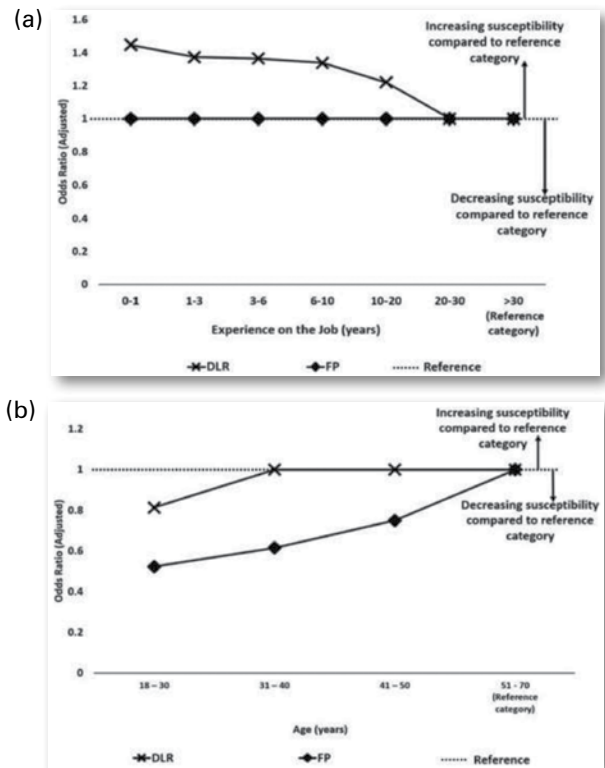 (a)
1.6
1.4
1.2
1
0.8
0.6
0.4
0.2
0
Odds Ratio (Adjusted)
Increasing susceptibility
compared to reference
category
Decreasing susceptibility
compared to reference
category
0-1
1-3
3-6
6-10
10-20
20-30
>30
(Reference
category)
Experience on the Job (years)
DLR
FP
Reference
(b)
1.2
1
0.8
0.6
0.4
0.2
0
Odds Ratio (Adjusted)
Increasing susceptibility
compared to reference
category
Decreasing susceptibility
compared to reference
category
18 – 30
31 – 40
41 – 50
51 - 70
(Reference
category)
Age (years)
DLR
FP
Reference